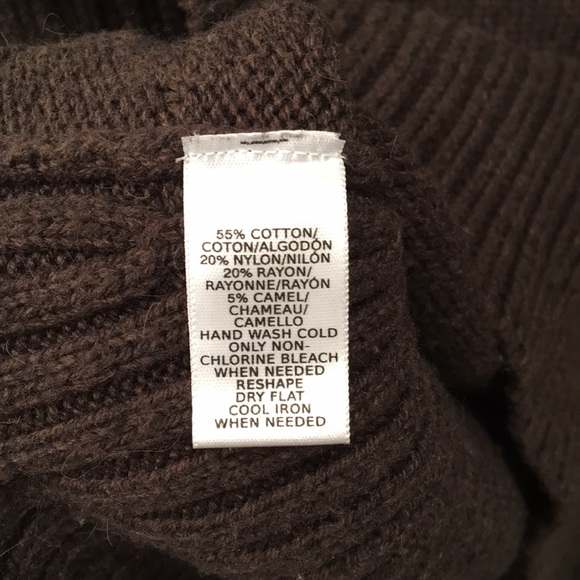 55% COTTON/
COTON/ALGODÓN
20% NYLON/NILÓN
20% RAYON/
RAYONNE/RAYÓN
5% CAMEL/
CHAMEAU/
CAMELLO
HAND WASH COLD
ONLY NON-
CHLORINE BLEACH
WHEN NEEDED
RESHAPE
DRY FLAT
COOL IRON
WHEN NEEDED